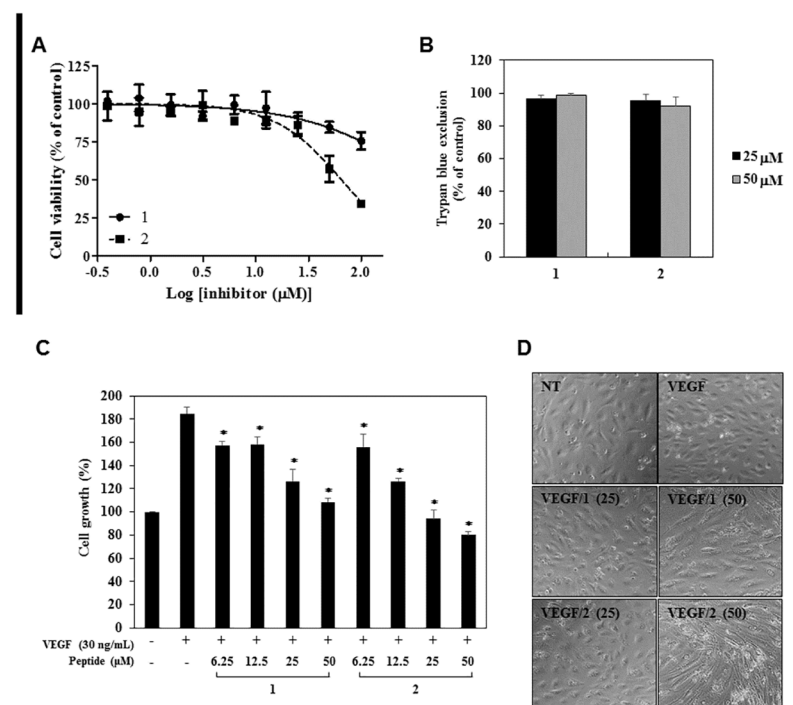 A
Cell viability (% of control)
125
100
75
50
25
0
1
2
-0.5 0.0 0.5 1.0 1.5 2.0
Log [inhibitor (µM)]
B
Trypan blue exclusion
(% of control)
120
100
80
60
40
20
0
1 2
25 µM
50 µM
C
Cell growth (%)
200
180
160
140
120
100
80
60
40
20
0
* * * * * * * *
VEGF (30 ng/mL) - + + + + + + + + +
Peptide (µM) - - 6.25 12.5 25 50 6.25 12.5 25 50
1 2
D
NT VEGF
VEGF/1 (25) VEGF/1 (50)
VEGF/2 (25) VEGF/2 (50)